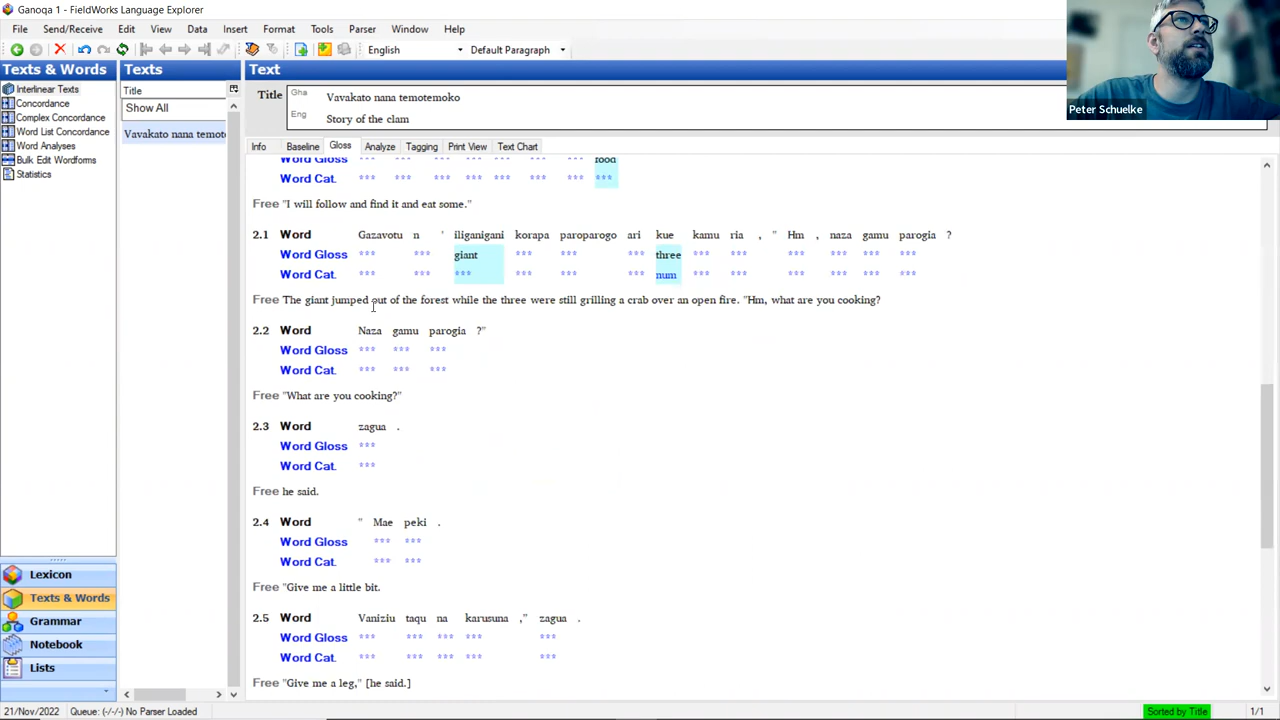 Ganoqa 1 - FieldWorks Language Explorer
File Send/Receive Edit View Data Insert Format Tools Parser Window Help
English Default Paragraph
Texts & Words
Interlinear Texts
Concordance
Complex Concordance
Word List Concordance
Word Analyses
Bulk Edit Wordforms
Statistics
Lexicon
Texts & Words
Grammar
Notebook
Lists
Texts
Title
Show All
Vavakato nana temot
Text
Title Gha Vavakato nana temotemoko
Eng Story of the clam
Info Baseline Gloss Analyze Tagging Print View Text Chart
Word Gloss *** *** *** *** *** *** *** food
Word Cat. *** *** *** *** *** *** *** ***
Free "I will follow and find it and eat some."
2.1 Word Gazavotu n ' iliganigani korapa paroparogo ari kue kamu ria , " Hm , naza gamu parogia ?
Word Gloss *** *** giant *** *** *** three *** *** *** *** *** ***
Word Cat. *** *** *** *** *** *** num *** *** *** *** *** ***
Free The giant jumped out of the forest while the three were still grilling a crab over an open fire. "Hm, what are you cooking?
2.2 Word Naza gamu parogia ?"
Word Gloss *** *** ***
Word Cat. *** *** ***
Free "What are you cooking?"
2.3 Word zagua .
Word Gloss ***
Word Cat. ***
Free he said.
2.4 Word " Mae peki .
Word Gloss *** ***
Word Cat. *** ***
Free "Give me a little bit.
2.5 Word Vaniziu taqu na karusuna ," zagua .
Word Gloss *** *** *** *** ***
Word Cat. *** *** *** *** ***
Free "Give me a leg," [he said.]
21/Nov/2022 Queue: (-/-/-) No Parser Loaded Sorted by Title 1/1
Peter Schuelke